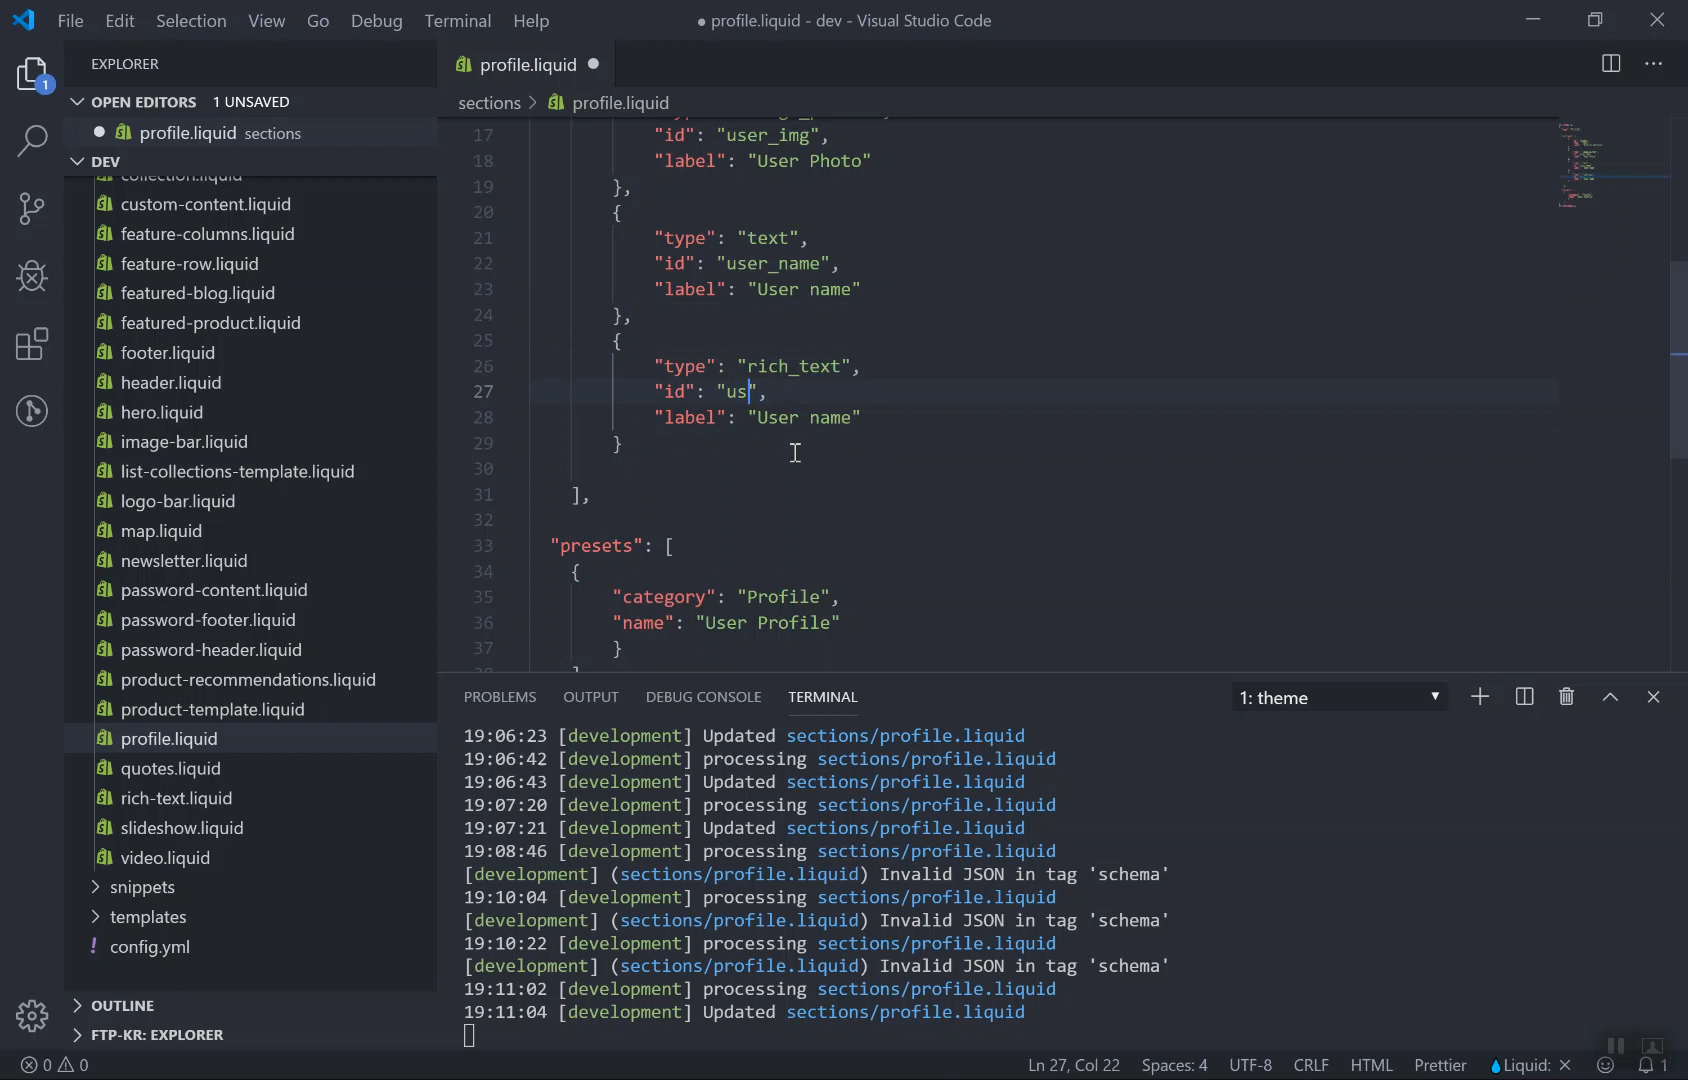 File Edit Selection View Go Debug Terminal Help
● profile.liquid - dev - Visual Studio Code
EXPLORER
OPEN EDITORS 1 UNSAVED
profile.liquid sections
DEV
collection.liquid
custom-content.liquid
feature-columns.liquid
feature-row.liquid
featured-blog.liquid
featured-product.liquid
footer.liquid
header.liquid
hero.liquid
image-bar.liquid
list-collections-template.liquid
logo-bar.liquid
map.liquid
newsletter.liquid
password-content.liquid
password-footer.liquid
password-header.liquid
product-recommendations.liquid
product-template.liquid
profile.liquid
quotes.liquid
rich-text.liquid
slideshow.liquid
video.liquid
snippets
templates
! config.yml
OUTLINE
FTP-KR: EXPLORER
1
profile.liquid
sections > profile.liquid
17 "id": "user_img",
18 "label": "User Photo"
19 },
20 {
21 "type": "text",
22 "id": "user_name",
23 "label": "User name"
24 },
25 {
26 "type": "rich_text",
27 "id": "us",
28 "label": "User name"
29 }
30
31 ],
32
33 "presets": [
34 {
35 "category": "Profile",
36 "name": "User Profile"
37 }
PROBLEMS OUTPUT DEBUG CONSOLE TERMINAL
1: theme
19:06:23 [development] Updated sections/profile.liquid
19:06:42 [development] processing sections/profile.liquid
19:06:43 [development] Updated sections/profile.liquid
19:07:20 [development] processing sections/profile.liquid
19:07:21 [development] Updated sections/profile.liquid
19:08:46 [development] processing sections/profile.liquid
[development] (sections/profile.liquid) Invalid JSON in tag 'schema'
19:10:04 [development] processing sections/profile.liquid
[development] (sections/profile.liquid) Invalid JSON in tag 'schema'
19:10:22 [development] processing sections/profile.liquid
[development] (sections/profile.liquid) Invalid JSON in tag 'schema'
19:11:02 [development] processing sections/profile.liquid
19:11:04 [development] Updated sections/profile.liquid
0 0
Ln 27, Col 22 Spaces: 4 UTF-8 CRLF HTML Prettier Liquid: 1